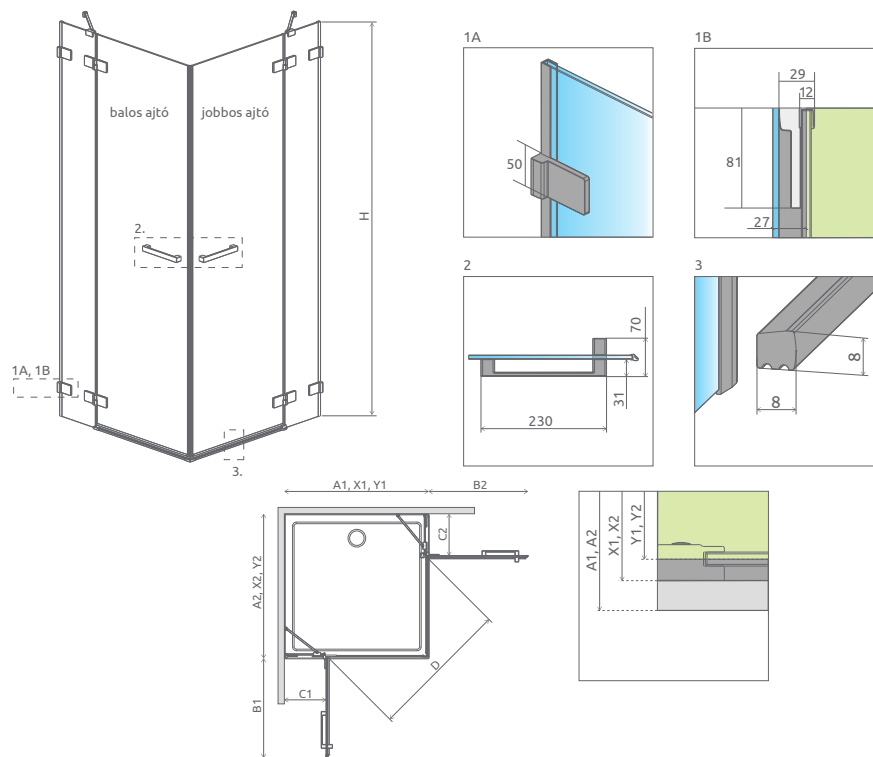 balos ajtó
jobbos ajtó
H
2.
1A, 1B
3.
1A
50
1B
29
12
81
27
2
70
31
230
3
8
8
A1, X1, Y1
B2
C2
A2, X2, Y2
D
C1
B1
A1, A2
X1, X2
Y1, Y2